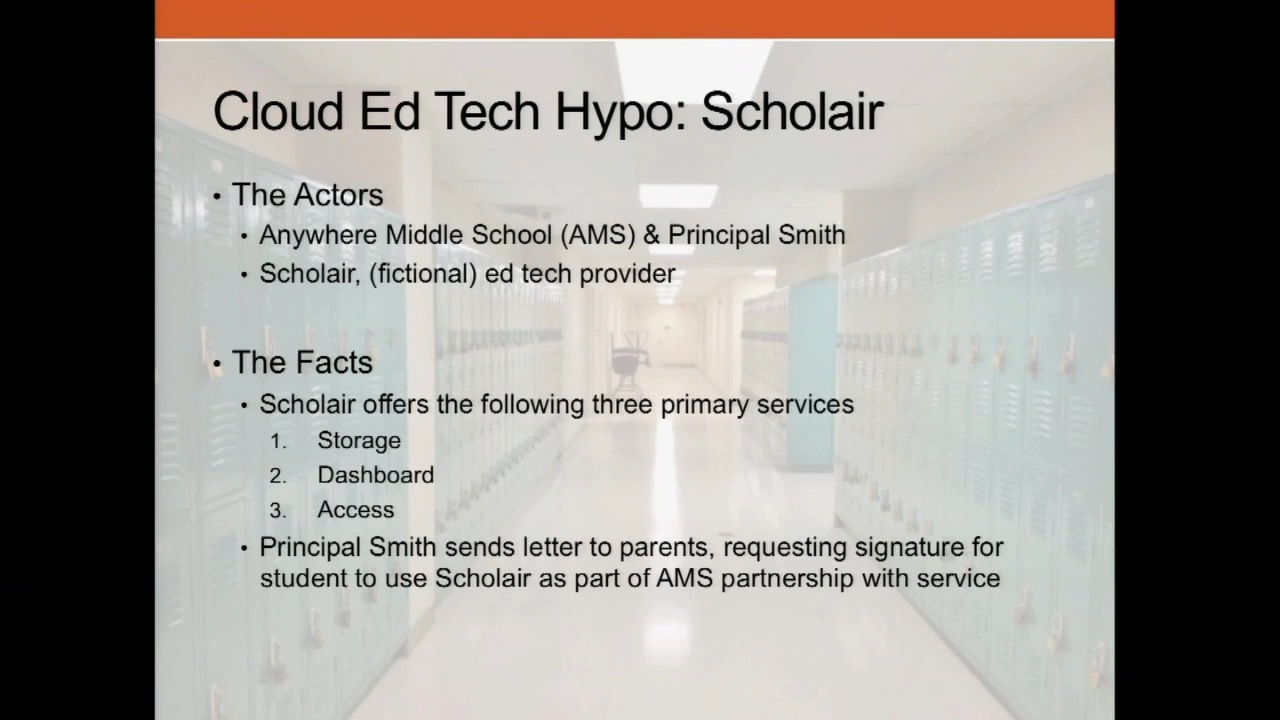 Cloud Ed Tech Hypo: Scholair
• The Actors
• Anywhere Middle School (AMS) & Principal Smith
• Scholair, (fictional) ed tech provider
• The Facts
• Scholair offers the following three primary services
1. Storage
2. Dashboard
3. Access
• Principal Smith sends letter to parents, requesting signature for
student to use Scholair as part of AMS partnership with service